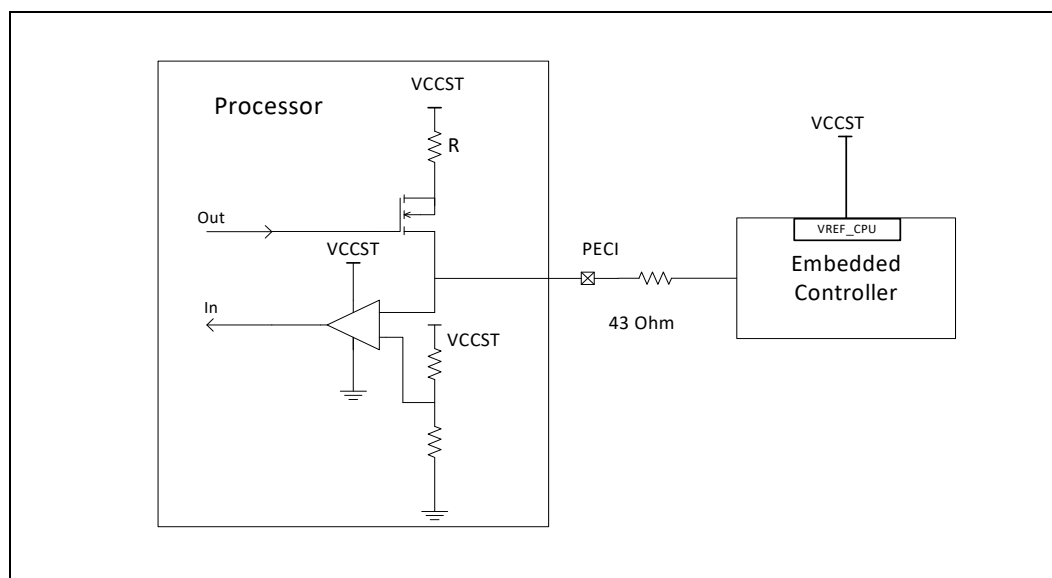 Processor
VCCST
R
Out
VCCST
In
VCCST
PECI
43 Ohm
VCCST
VREF_CPU
Embedded
Controller